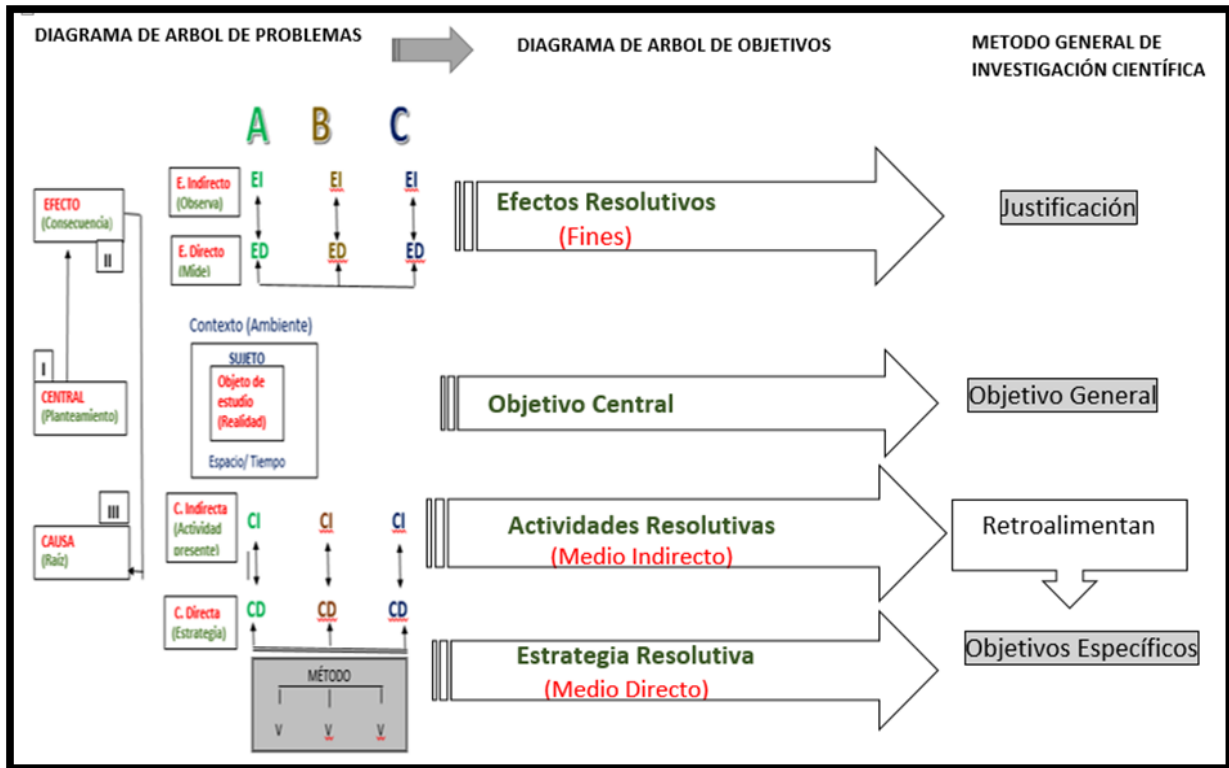 DIAGRAMA DE ARBOL DE PROBLEMAS
DIAGRAMA DE ARBOL DE OBJETIVOS
METODO GENERAL DE
INVESTIGACIÓN CIENTÍFICA
A B C
EFECTO
(Consecuencia)
II
E. Indirecto
(Observa)
EI EI EI
E. Directo
(Mide)
ED ED ED
Efectos Resolutivos
(Fines)
Justificación
I
CENTRAL
(Planteamiento)
Contexto (Ambiente)
SUJETO
Objeto de
estudio
(Realidad)
Espacio/ Tiempo
Objetivo Central
Objetivo General
III
CAUSA
(Raíz)
C. Indirecta
(Actividad
presente)
CI CI CI
Actividades Resolutivas
(Medio Indirecto)
Retroalimentan
C. Directa
(Estrategia)
CD CD CD
MÉTODO
V V V
Estrategia Resolutiva
(Medio Directo)
Objetivos Específicos